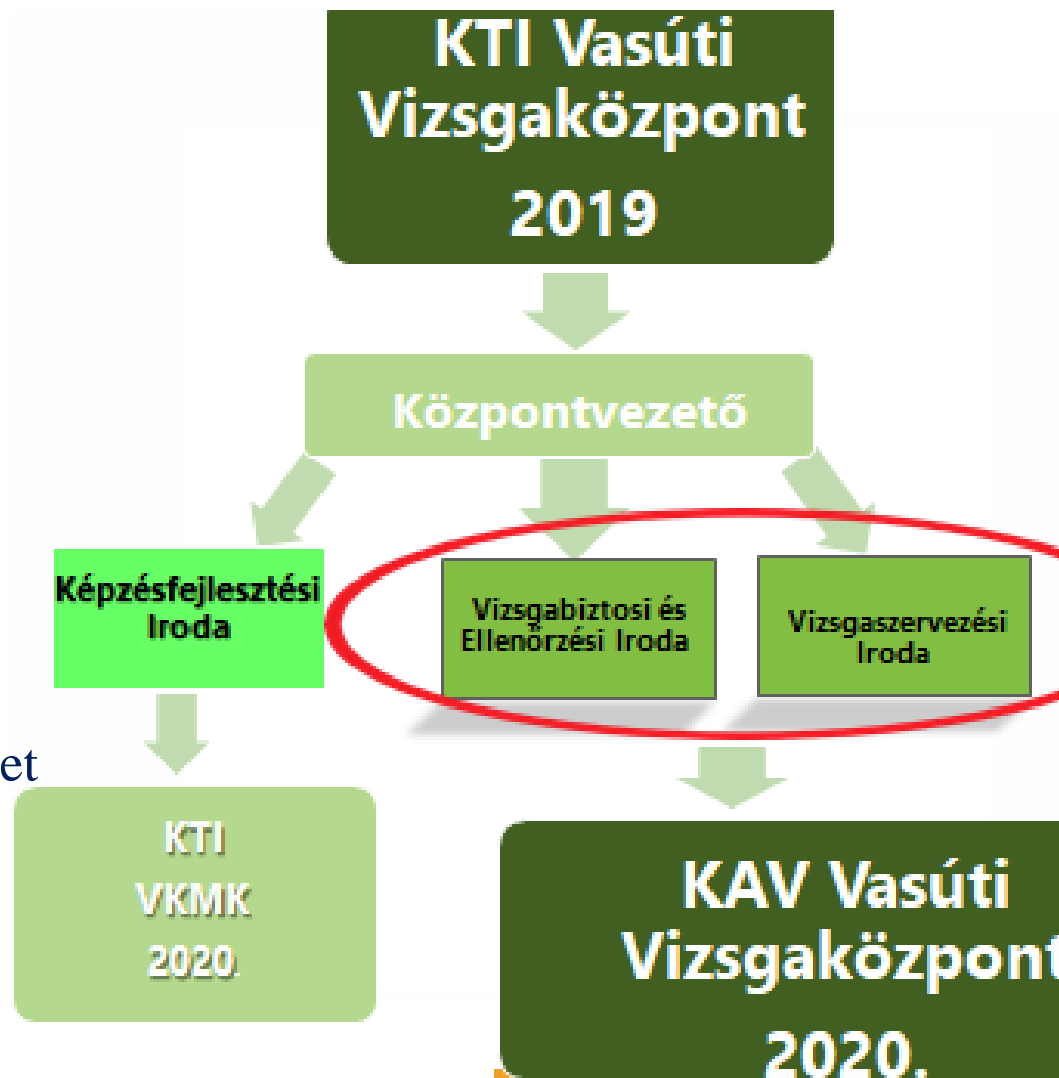 KTI Vasúti
Vizsgaközpont
2019
Központvezető
Képzésfejlesztési
Iroda
Vizsgabiztosi és
Ellenőrzési Iroda
Vizsgaszervezési
Iroda
et
KTI
VKMK
2020.
KAV Vasúti
Vizsgaközpont
2020.